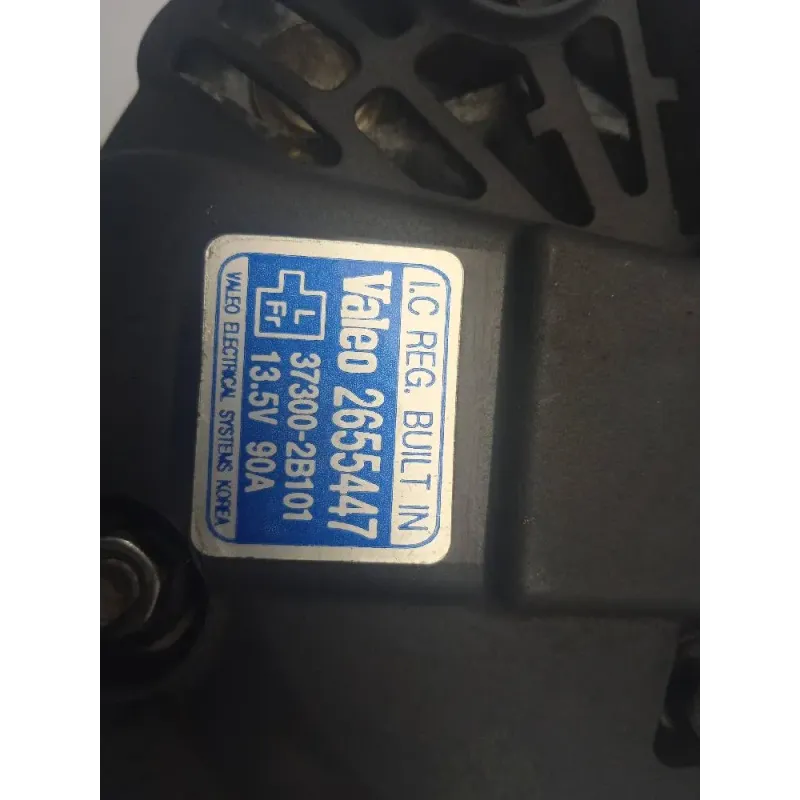 I.C REG. BUILT IN
Valeo 2655447
L
Fr
37300-2B101
13.5V 90A
VALEO ELECTRICAL SYSTEMS KOREA